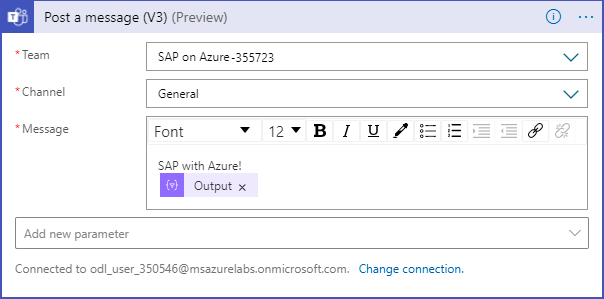 Post a message (V3) (Preview)
* Team SAP on Azure-355723
* Channel General
* Message Font 12 B I U
SAP with Azure!
{v} Output ×
Add new parameter
Connected to odl_user_350546@msazurelabs.onmicrosoft.com. Change connection.